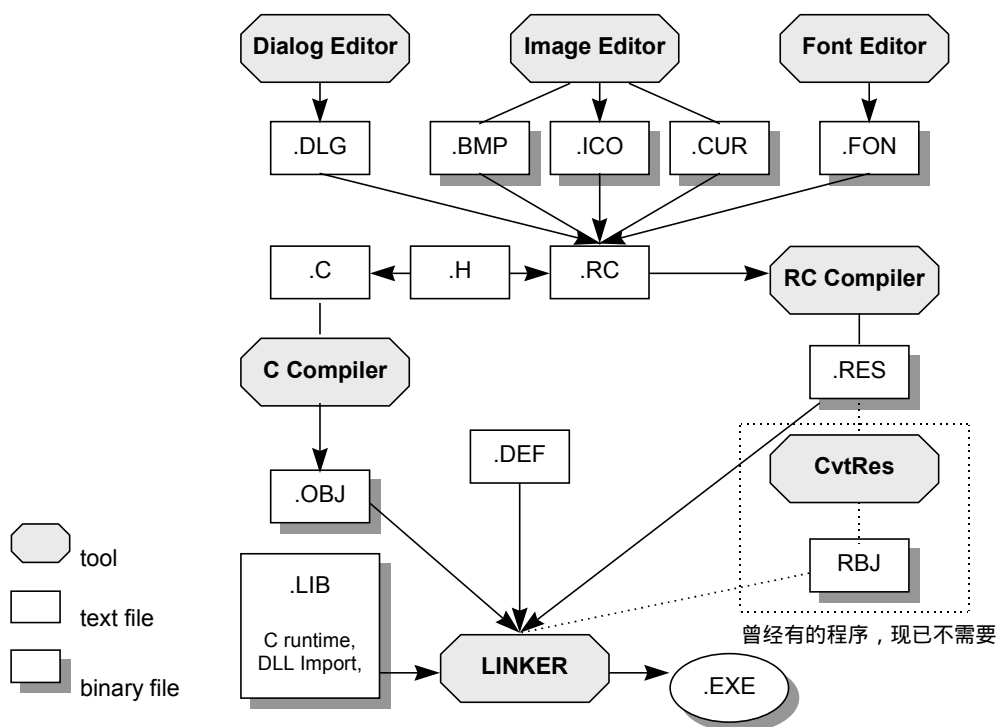 Dialog Editor
Image Editor
Font Editor
.DLG
.BMP
.ICO
.CUR
.FON
.C
.H
.RC
RC Compiler
C Compiler
.RES
.DEF
CvtRes
.OBJ
tool
.LIB
RBJ
text file
C runtime,
DLL Import,
曾经有的程序，现已不需要
LINKER
.EXE
binary file